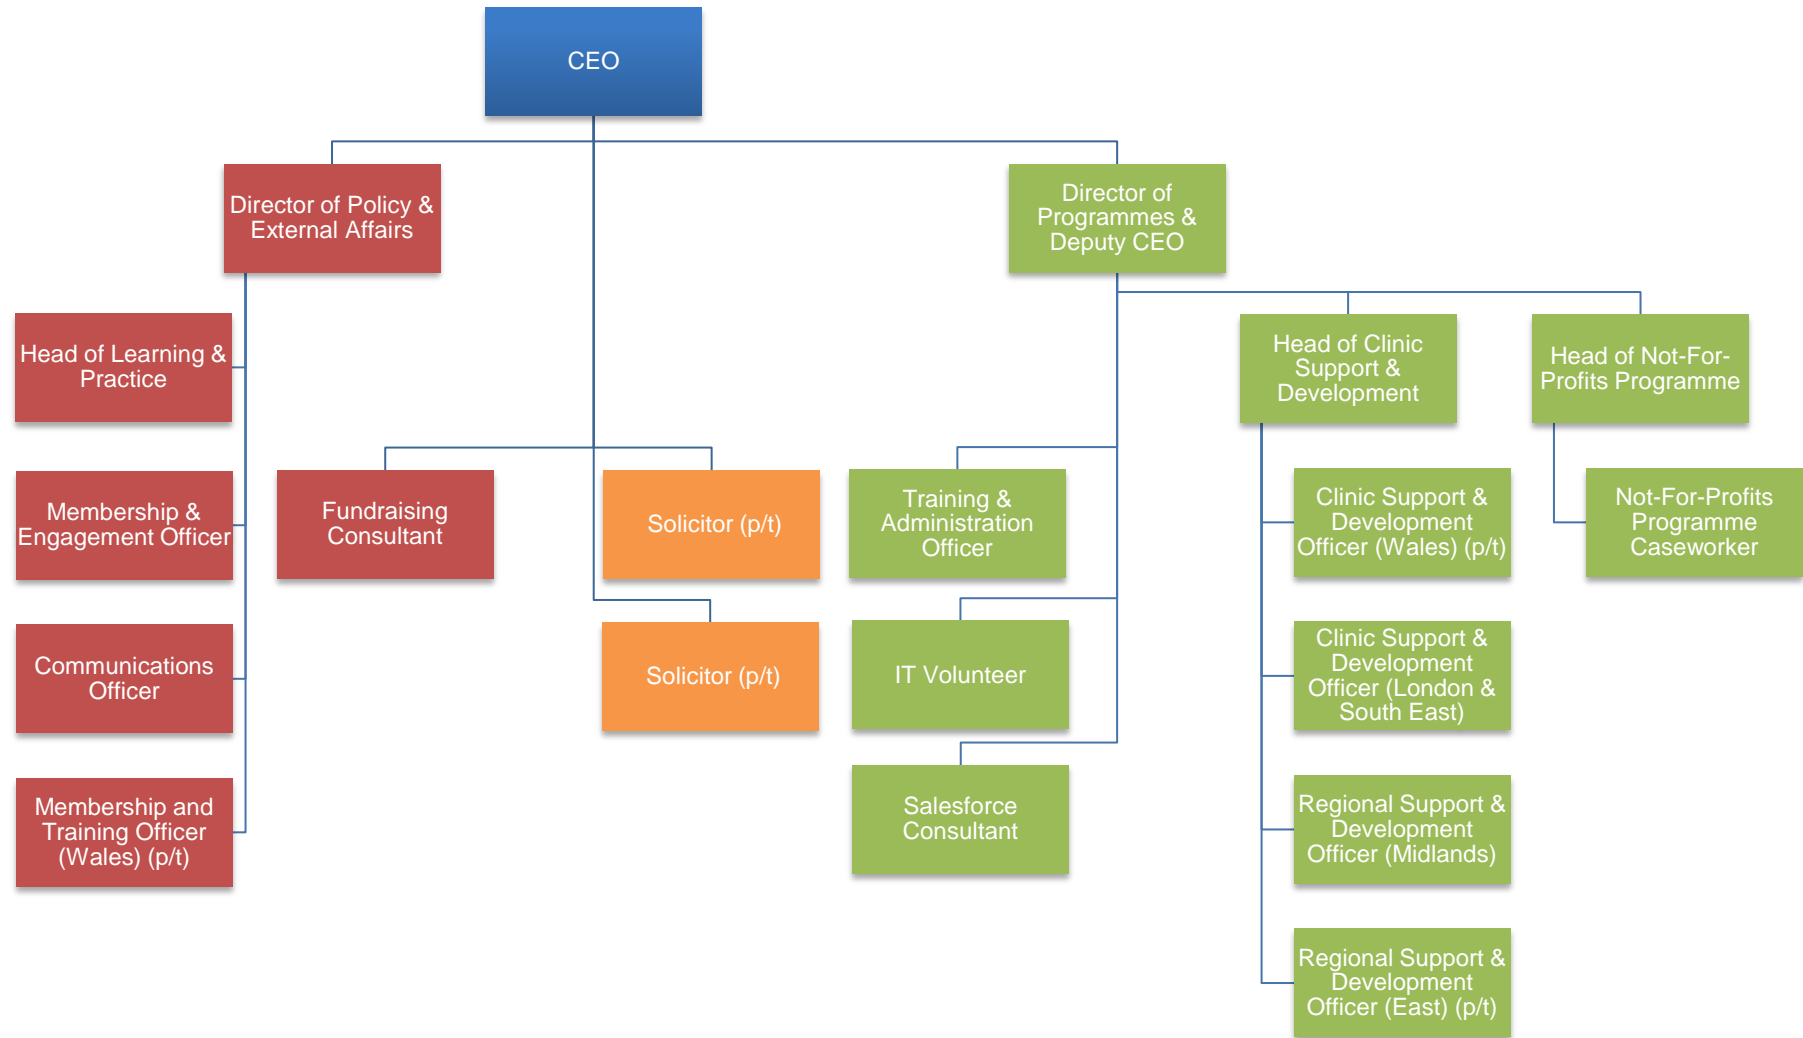 CEO
Director of Policy &
External Affairs
Director of
Programmes &
Deputy CEO
Head of Learning &
Practice
Head of Clinic
Support &
Development
Head of Not-For-
Profits Programme
Membership &
Engagement Officer
Fundraising
Consultant
Solicitor (p/t)
Training &
Administration
Officer
Clinic Support &
Development
Officer (Wales) (p/t)
Not-For-Profits
Programme
Caseworker
Communications
Officer
Solicitor (p/t)
IT Volunteer
Clinic Support &
Development
Officer (London &
South East)
Membership and
Training Officer
(Wales) (p/t)
Salesforce
Consultant
Regional Support &
Development
Officer (Midlands)
Regional Support &
Development
Officer (East) (p/t)